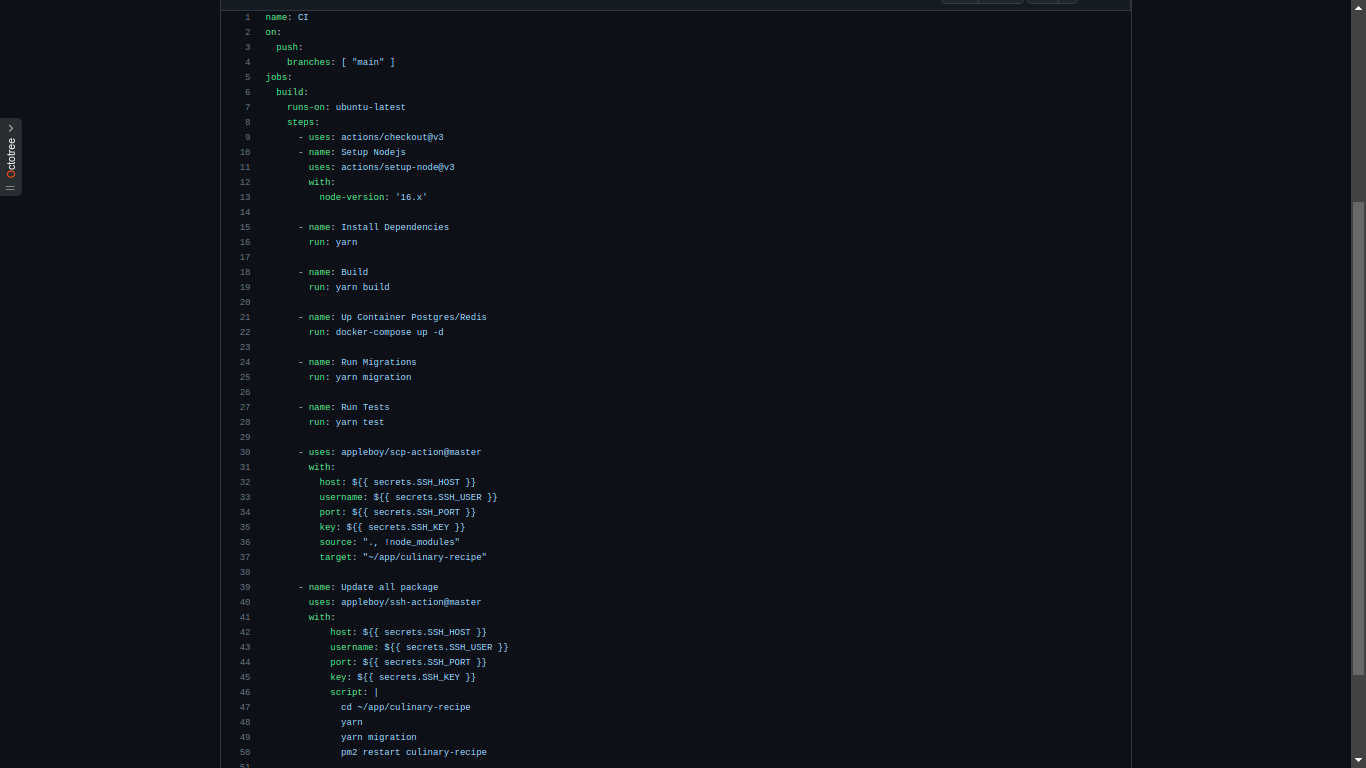 1 name: CI
2 on:
3 push:
4 branches: [ "main" ]
5 jobs:
6 build:
7 runs-on: ubuntu-latest
8 steps:
9 - uses: actions/checkout@v3
10 - name: Setup Nodejs
11 uses: actions/setup-node@v3
12 with:
13 node-version: '16.x'
14
15 - name: Install Dependencies
16 run: yarn
17
18 - name: Build
19 run: yarn build
20
21 - name: Up Container Postgres/Redis
22 run: docker-compose up -d
23
24 - name: Run Migrations
25 run: yarn migration
26
27 - name: Run Tests
28 run: yarn test
29
30 - uses: appleboy/scp-action@master
31 with:
32 host: ${{ secrets.SSH_HOST }}
33 username: ${{ secrets.SSH_USER }}
34 port: ${{ secrets.SSH_PORT }}
35 key: ${{ secrets.SSH_KEY }}
36 source: "., !node_modules"
37 target: "~/app/culinary-recipe"
38
39 - name: Update all package
40 uses: appleboy/ssh-action@master
41 with:
42 host: ${{ secrets.SSH_HOST }}
43 username: ${{ secrets.SSH_USER }}
44 port: ${{ secrets.SSH_PORT }}
45 key: ${{ secrets.SSH_KEY }}
46 script: |
47 cd ~/app/culinary-recipe
48 yarn
49 yarn migration
50 pm2 restart culinary-recipe
51
Octotree